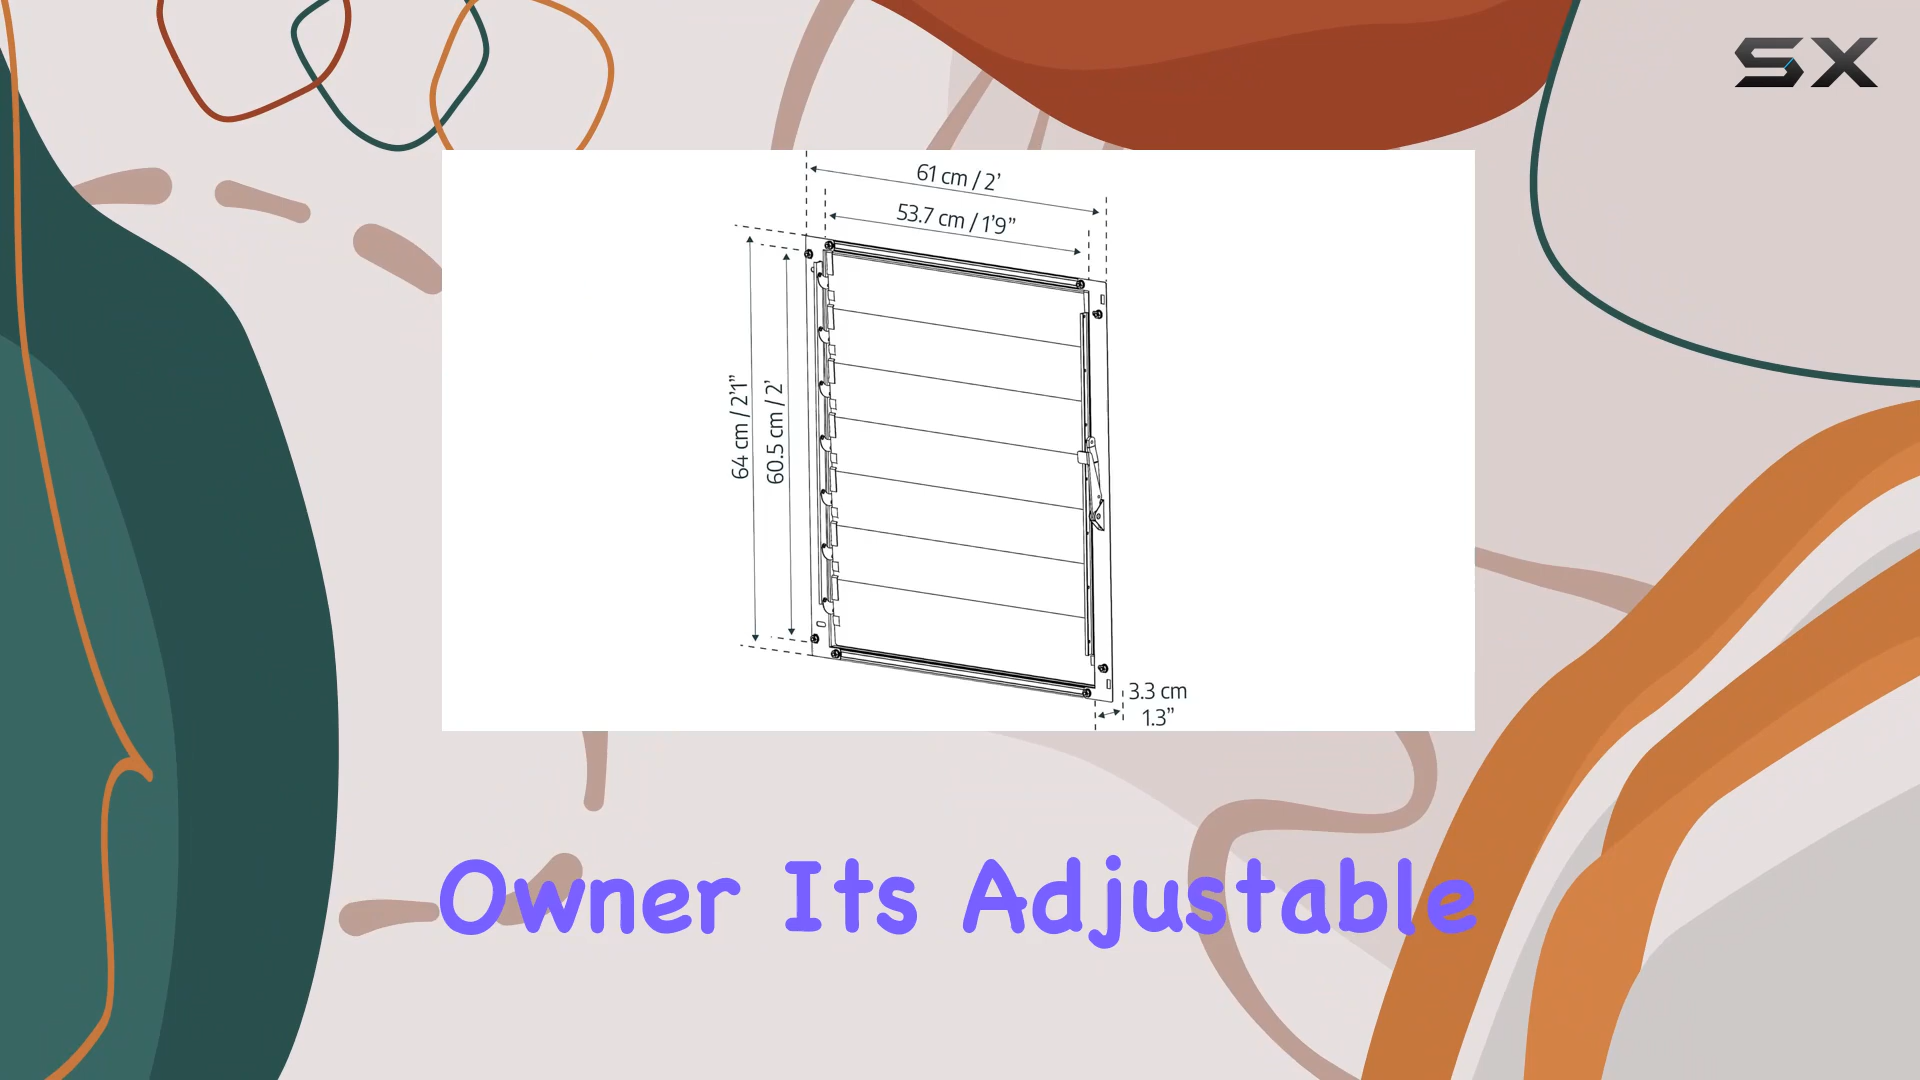 SX
61 cm / 2’
53.7 cm / 1’9”
64 cm / 2’1”
60.5 cm / 2’
3.3 cm
1.3”
Owner Its Adjustable